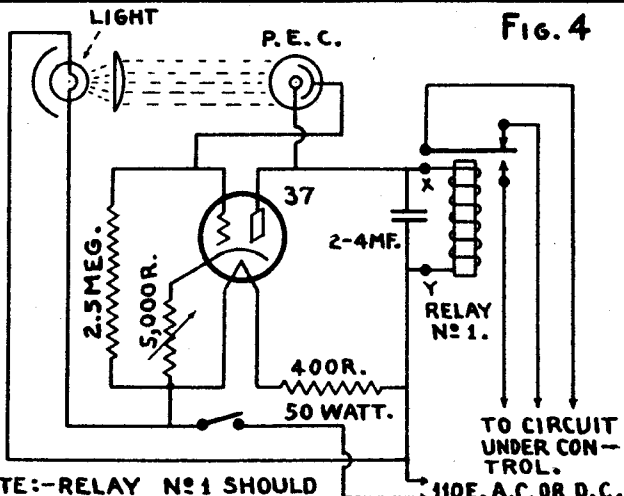 LIGHT
FIG. 4
P.E.C.
37
X
2-4MF.
2.5MEG.
5,000R.
Y
RELAY
Nº 1.
400R.
50 WATT.
TO CIRCUIT
UNDER CON-
TROL.
TE:-RELAY Nº 1 SHOULD
110E. A.C. OR D.C.